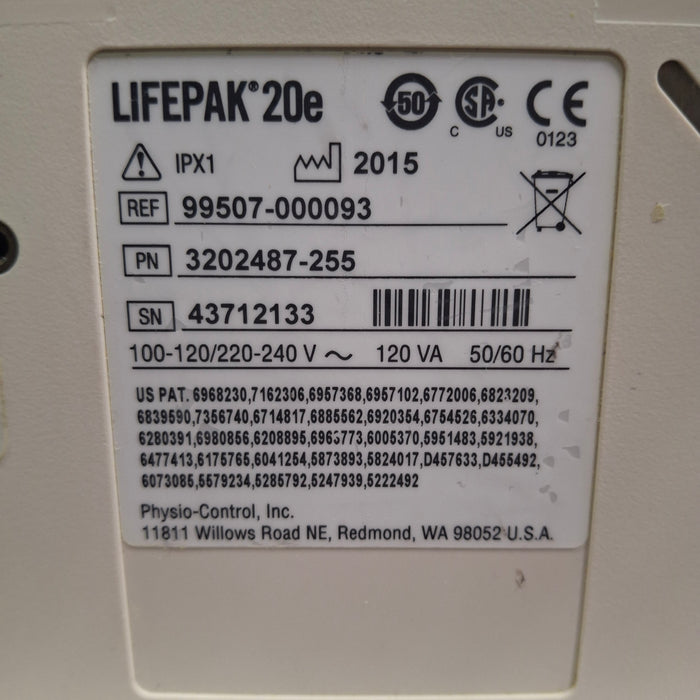 LIFEPAK® 20e 50 C SA® US CE 0123
IPX1 2015
REF 99507-000093
PN 3202487-255
SN 43712133
100-120/220-240 V ~ 120 VA 50/60 Hz
US PAT. 6968230,7162306,6957368,6957102,6772006,6823209,
6839590,7356740,6714817,6885562,6920354,6754526,6334070,
6280391,6980856,6208895,6963773,6005370,5951483,5921938,
6477413,6175765,6041254,5873893,5824017,D457633,D455492,
6073085,5579234,5285792,5247939,5222492
Physio-Control, Inc.
11811 Willows Road NE, Redmond, WA 98052 U.S.A.